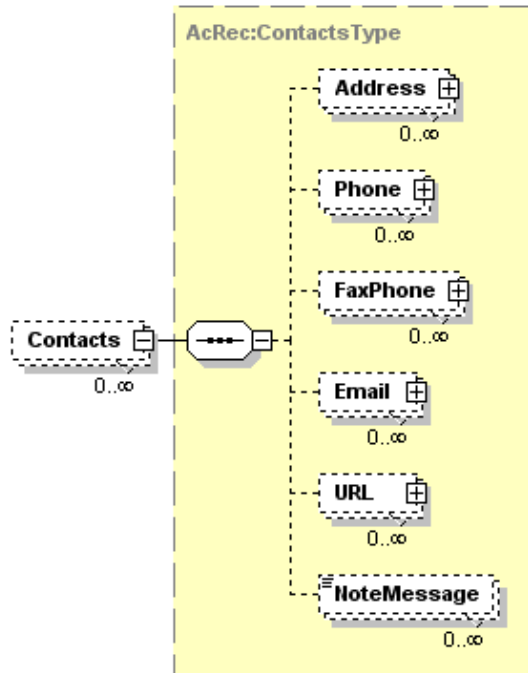 AcRec:ContactsType
Address
0..∞
Phone
0..∞
FaxPhone
0..∞
Contacts
0..∞
Email
0..∞
URL
0..∞
NoteMessage
0..∞